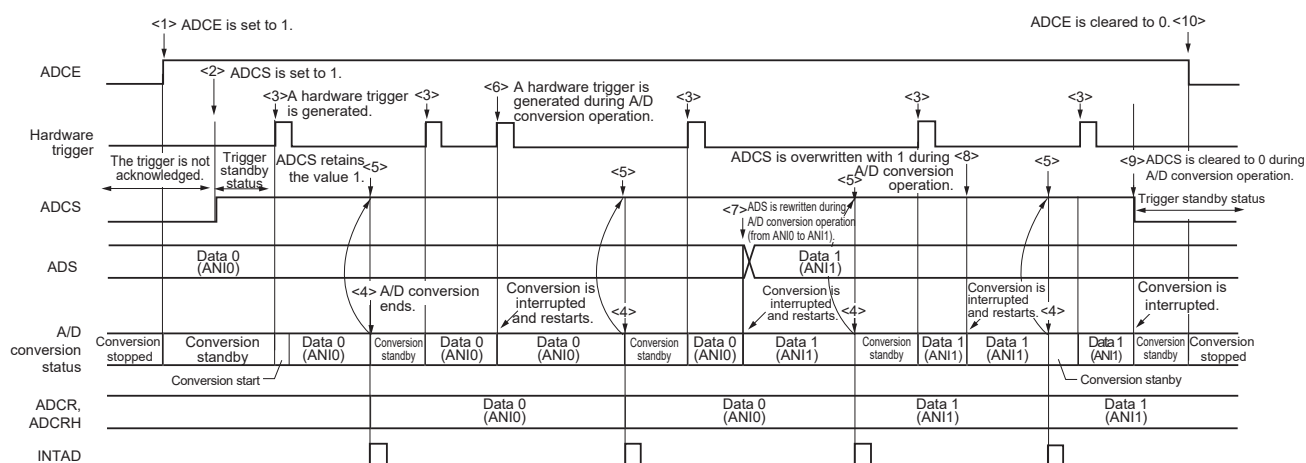 <1> ADCE is set to 1.
ADCE is cleared to 0. <10>
ADCE
<2> ADCS is set to 1.
<3> A hardware trigger
is generated.
<3>
<6> A hardware trigger is
generated during A/D
conversion operation.
<3>
<3>
<3>
Hardware
trigger
The trigger is not
acknowledged.
Trigger
standby
status
ADCS retains
the value 1.
<5>
<5>
ADCS is overwritten with 1 during
A/D conversion
operation.
<8>
<5>
<5>
<9> ADCS is cleared to 0 during
A/D conversion operation.
ADCS
<7> ADS is rewritten during
A/D conversion operation
(from ANI0 to ANI1).
Trigger standby status
ADS
Data 0
(ANI0)
Data 1
(ANI1)
<4> A/D conversion
ends.
Conversion is
interrupted
and restarts.
<4>
Conversion is
interrupted
and restarts.
<4>
Conversion is
interrupted
and restarts.
<4>
Conversion is
interrupted.
A/D
conversion
status
Conversion
stopped
Conversion
standby
Data 0
(ANI0)
Conversion
standby
Data 0
(ANI0)
Data 0
(ANI0)
Conversion
standby
Data 0
(ANI0)
Data 1
(ANI1)
Conversion
standby
Data 1
(ANI1)
Data 1
(ANI1)
Data 1
(ANI1)
Conversion
standby
Conversion
stopped
Conversion start
Conversion stanby
ADCR,
ADCRH
Data 0
(ANI0)
Data 0
(ANI0)
Data 1
(ANI1)
Data 1
(ANI1)
INTAD